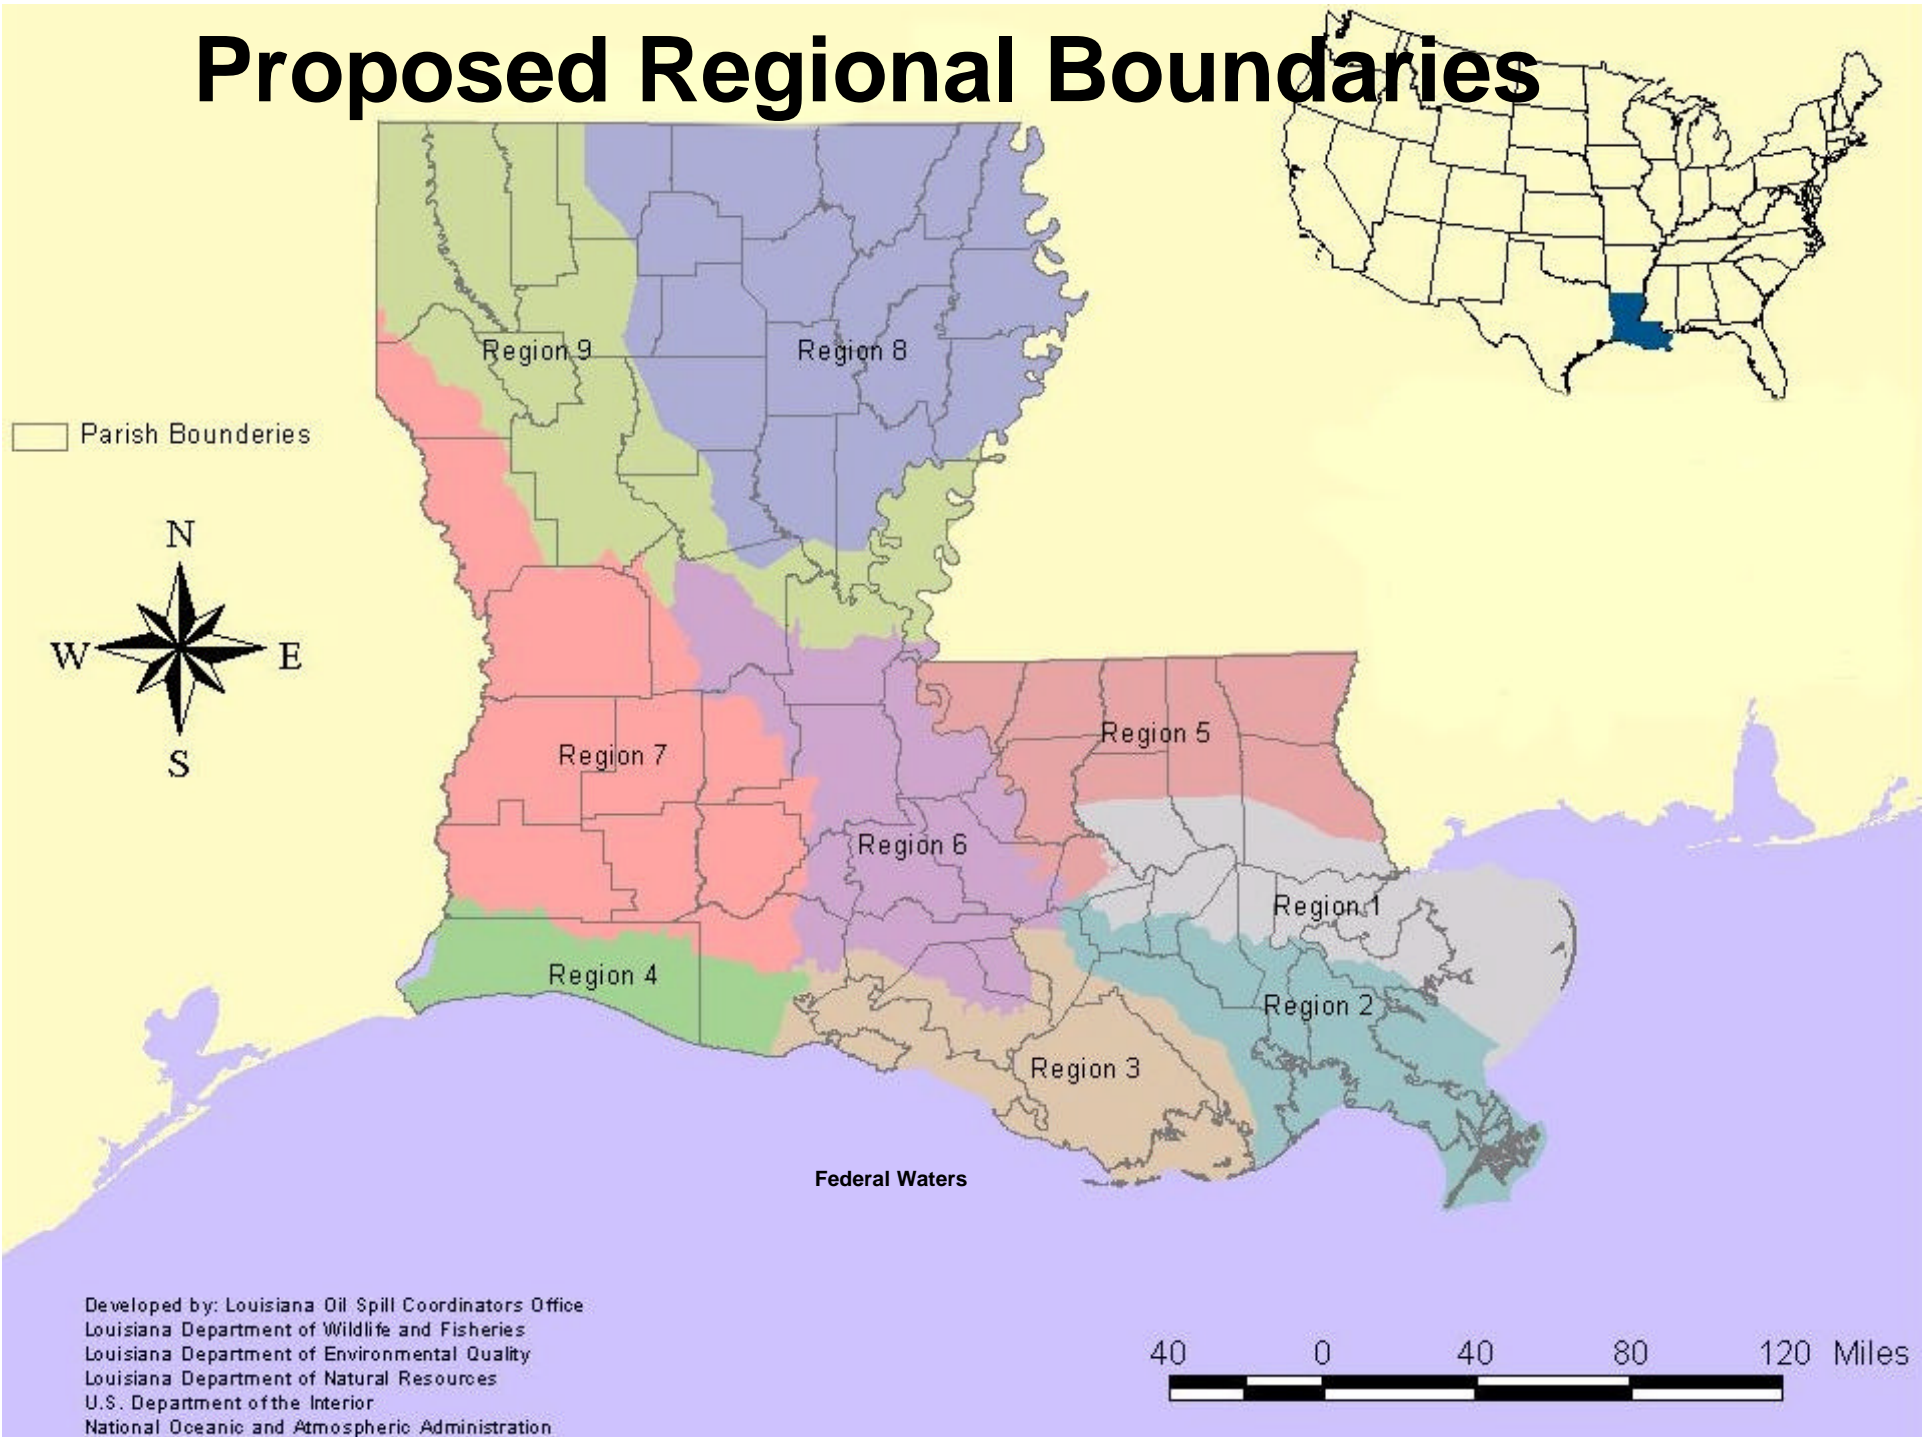 Proposed Regional Boundaries
Region 9
Region 8
Parish Bounderies
N
W
E
S
Region 5
Region 7
Region 6
Region 1
Region 4
Region 2
Region 3
Federal Waters
Developed by: Louisiana Oil Spill Coordinators Office
Louisiana Department of Wildlife and Fisheries
Louisiana Department of Environmental Quality
Louisiana Department of Natural Resources
U.S. Department of the Interior
National Oceanic and Atmospheric Administration
40 0 40 80 120 Miles